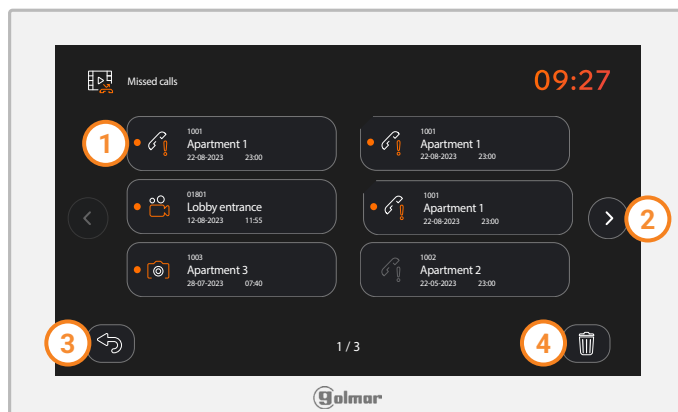 Missed calls
09:27
1
1001
Apartment 1
22-08-2023 23:00
1001
Apartment 1
22-08-2023 23:00
01801
Lobby entrance
12-08-2023 11:55
1001
Apartment 1
22-08-2023 23:00
2
1003
Apartment 3
28-07-2023 07:40
1002
Apartment 2
22-05-2023 23:00
3
1 / 3
4
golmar